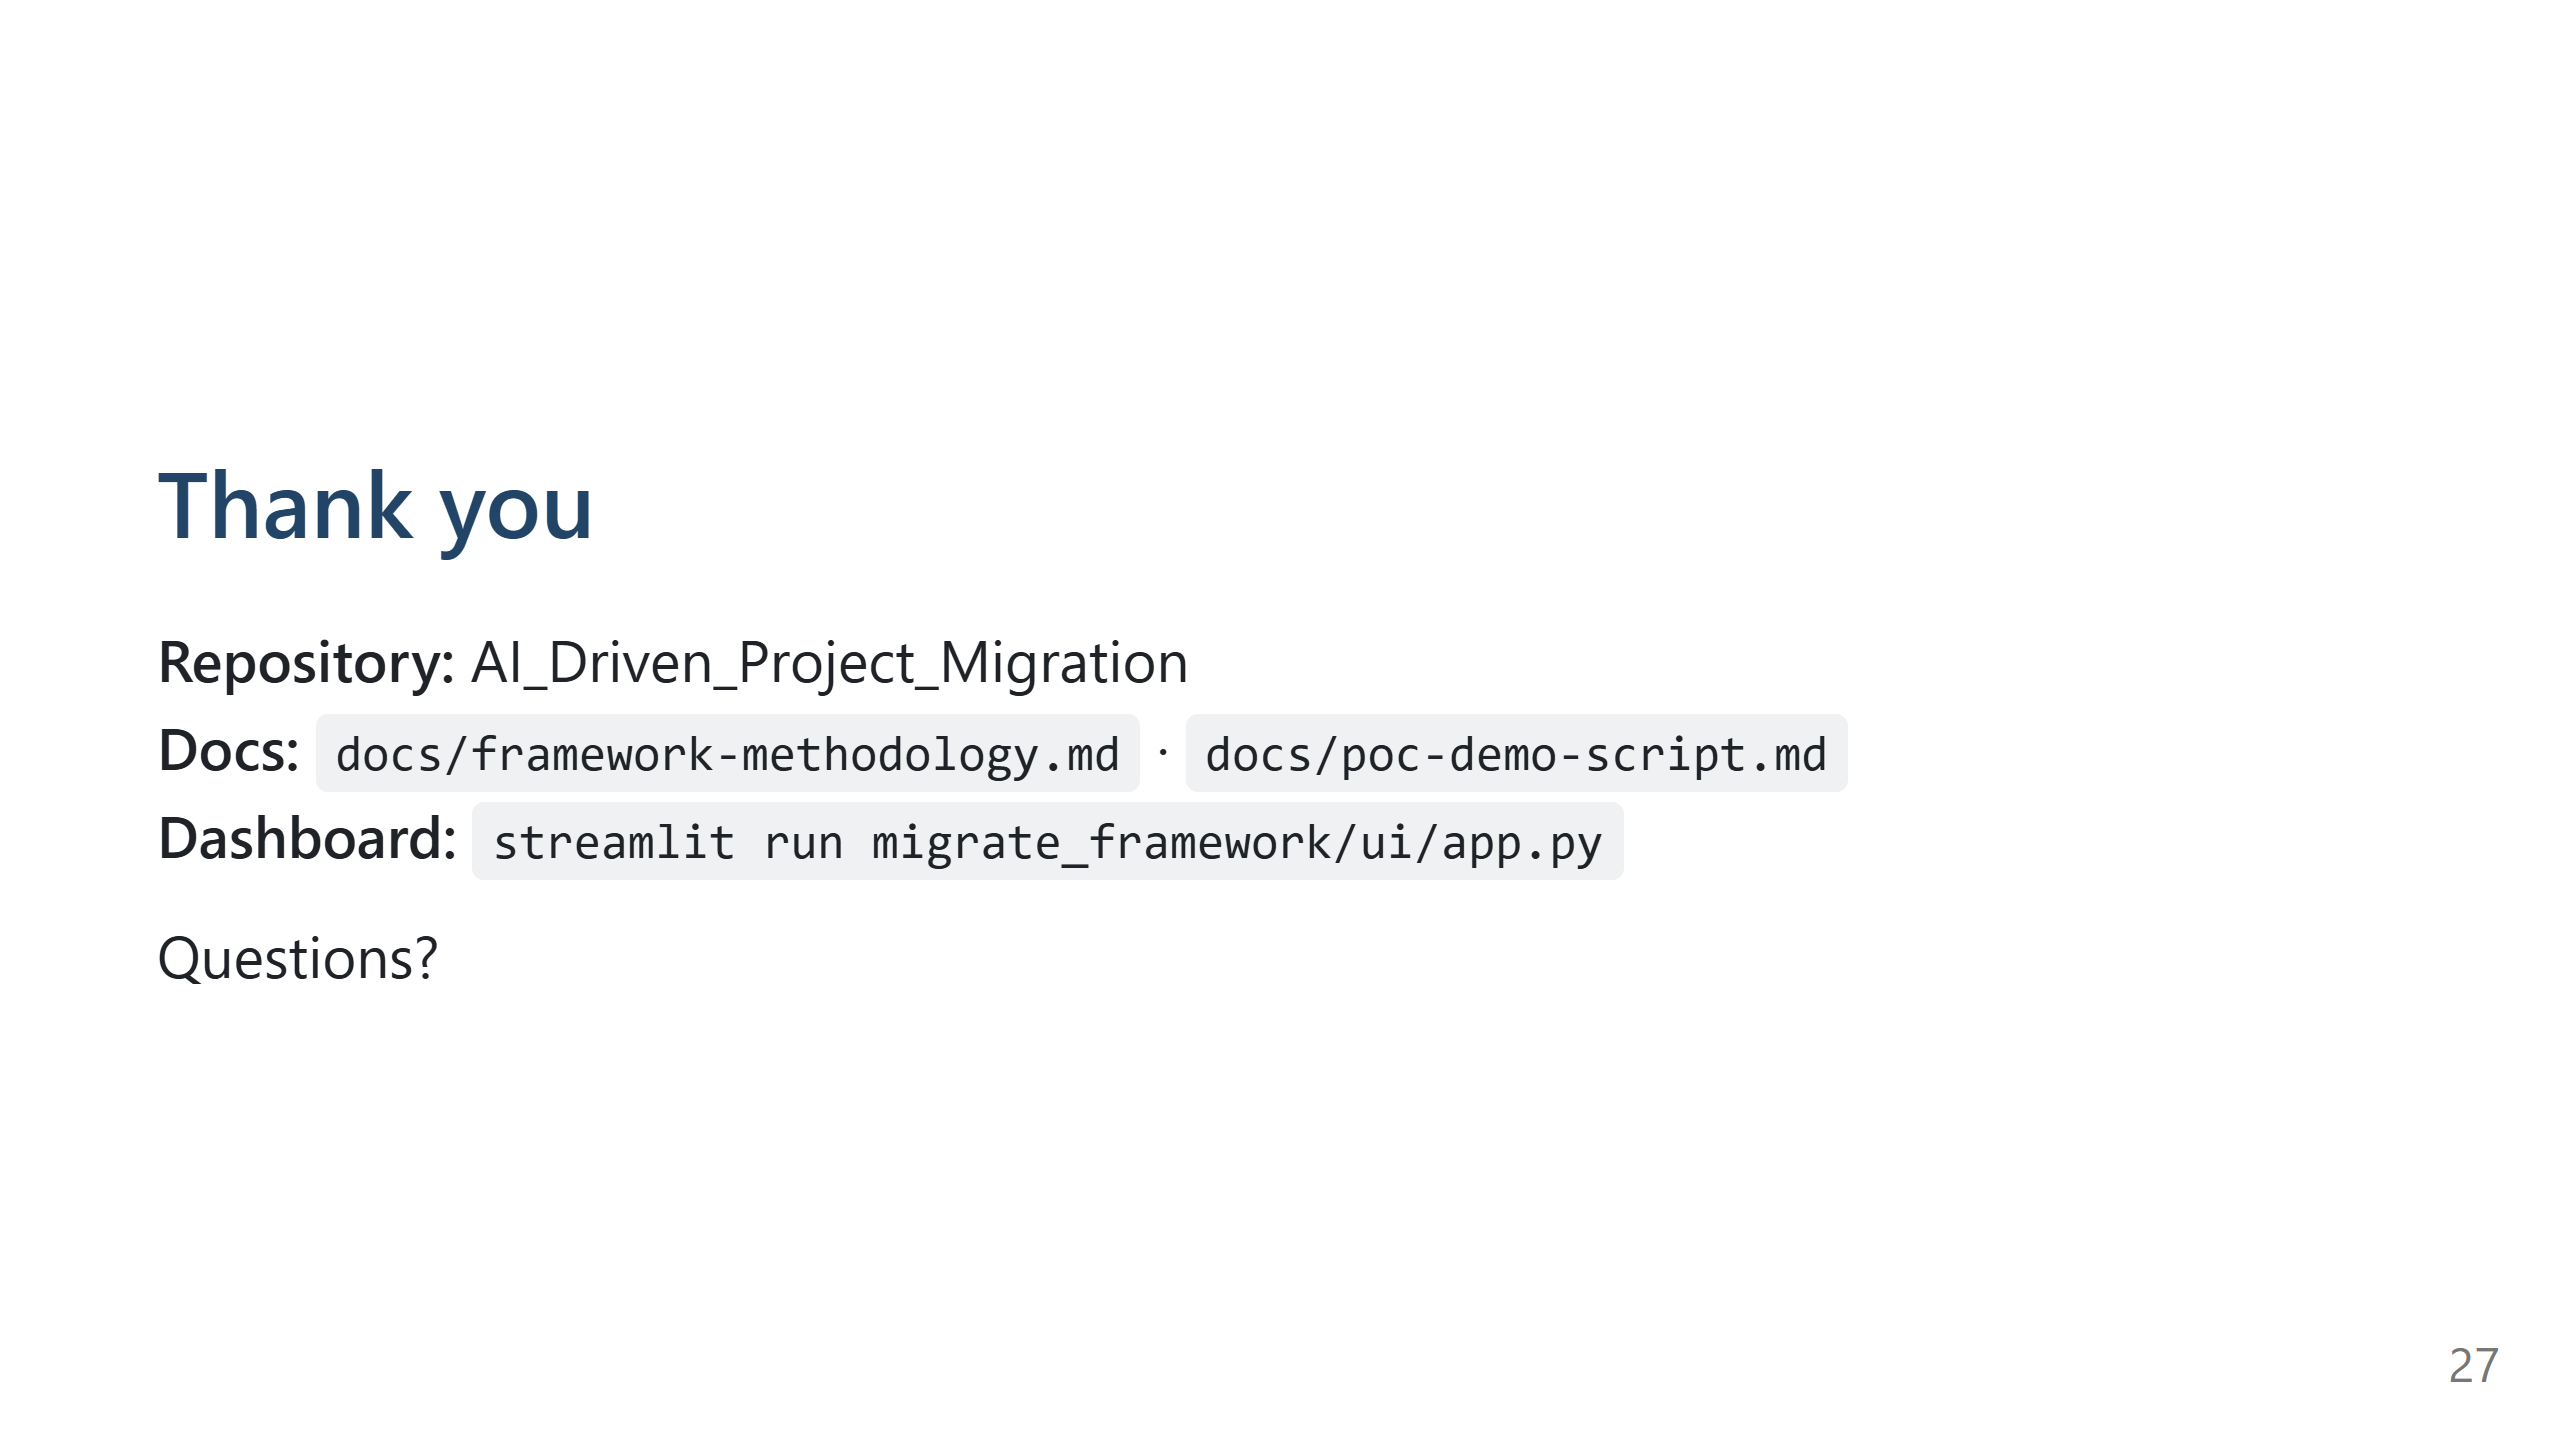 Thank you
Repository: AI_Driven_Project_Migration
Docs: docs/framework-methodology.md · docs/poc-demo-script.md
Dashboard: streamlit run migrate_framework/ui/app.py
Questions?
27